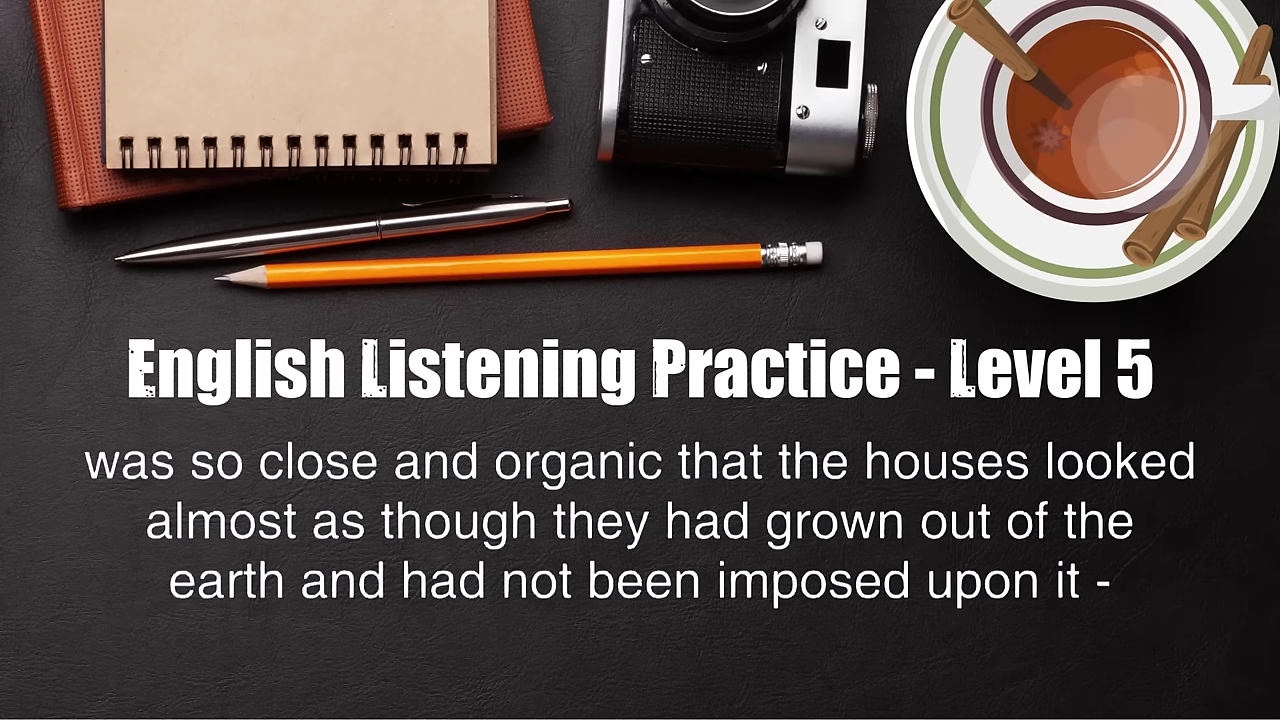 English Listening Practice - Level 5
was so close and organic that the houses looked
almost as though they had grown out of the
earth and had not been imposed upon it -